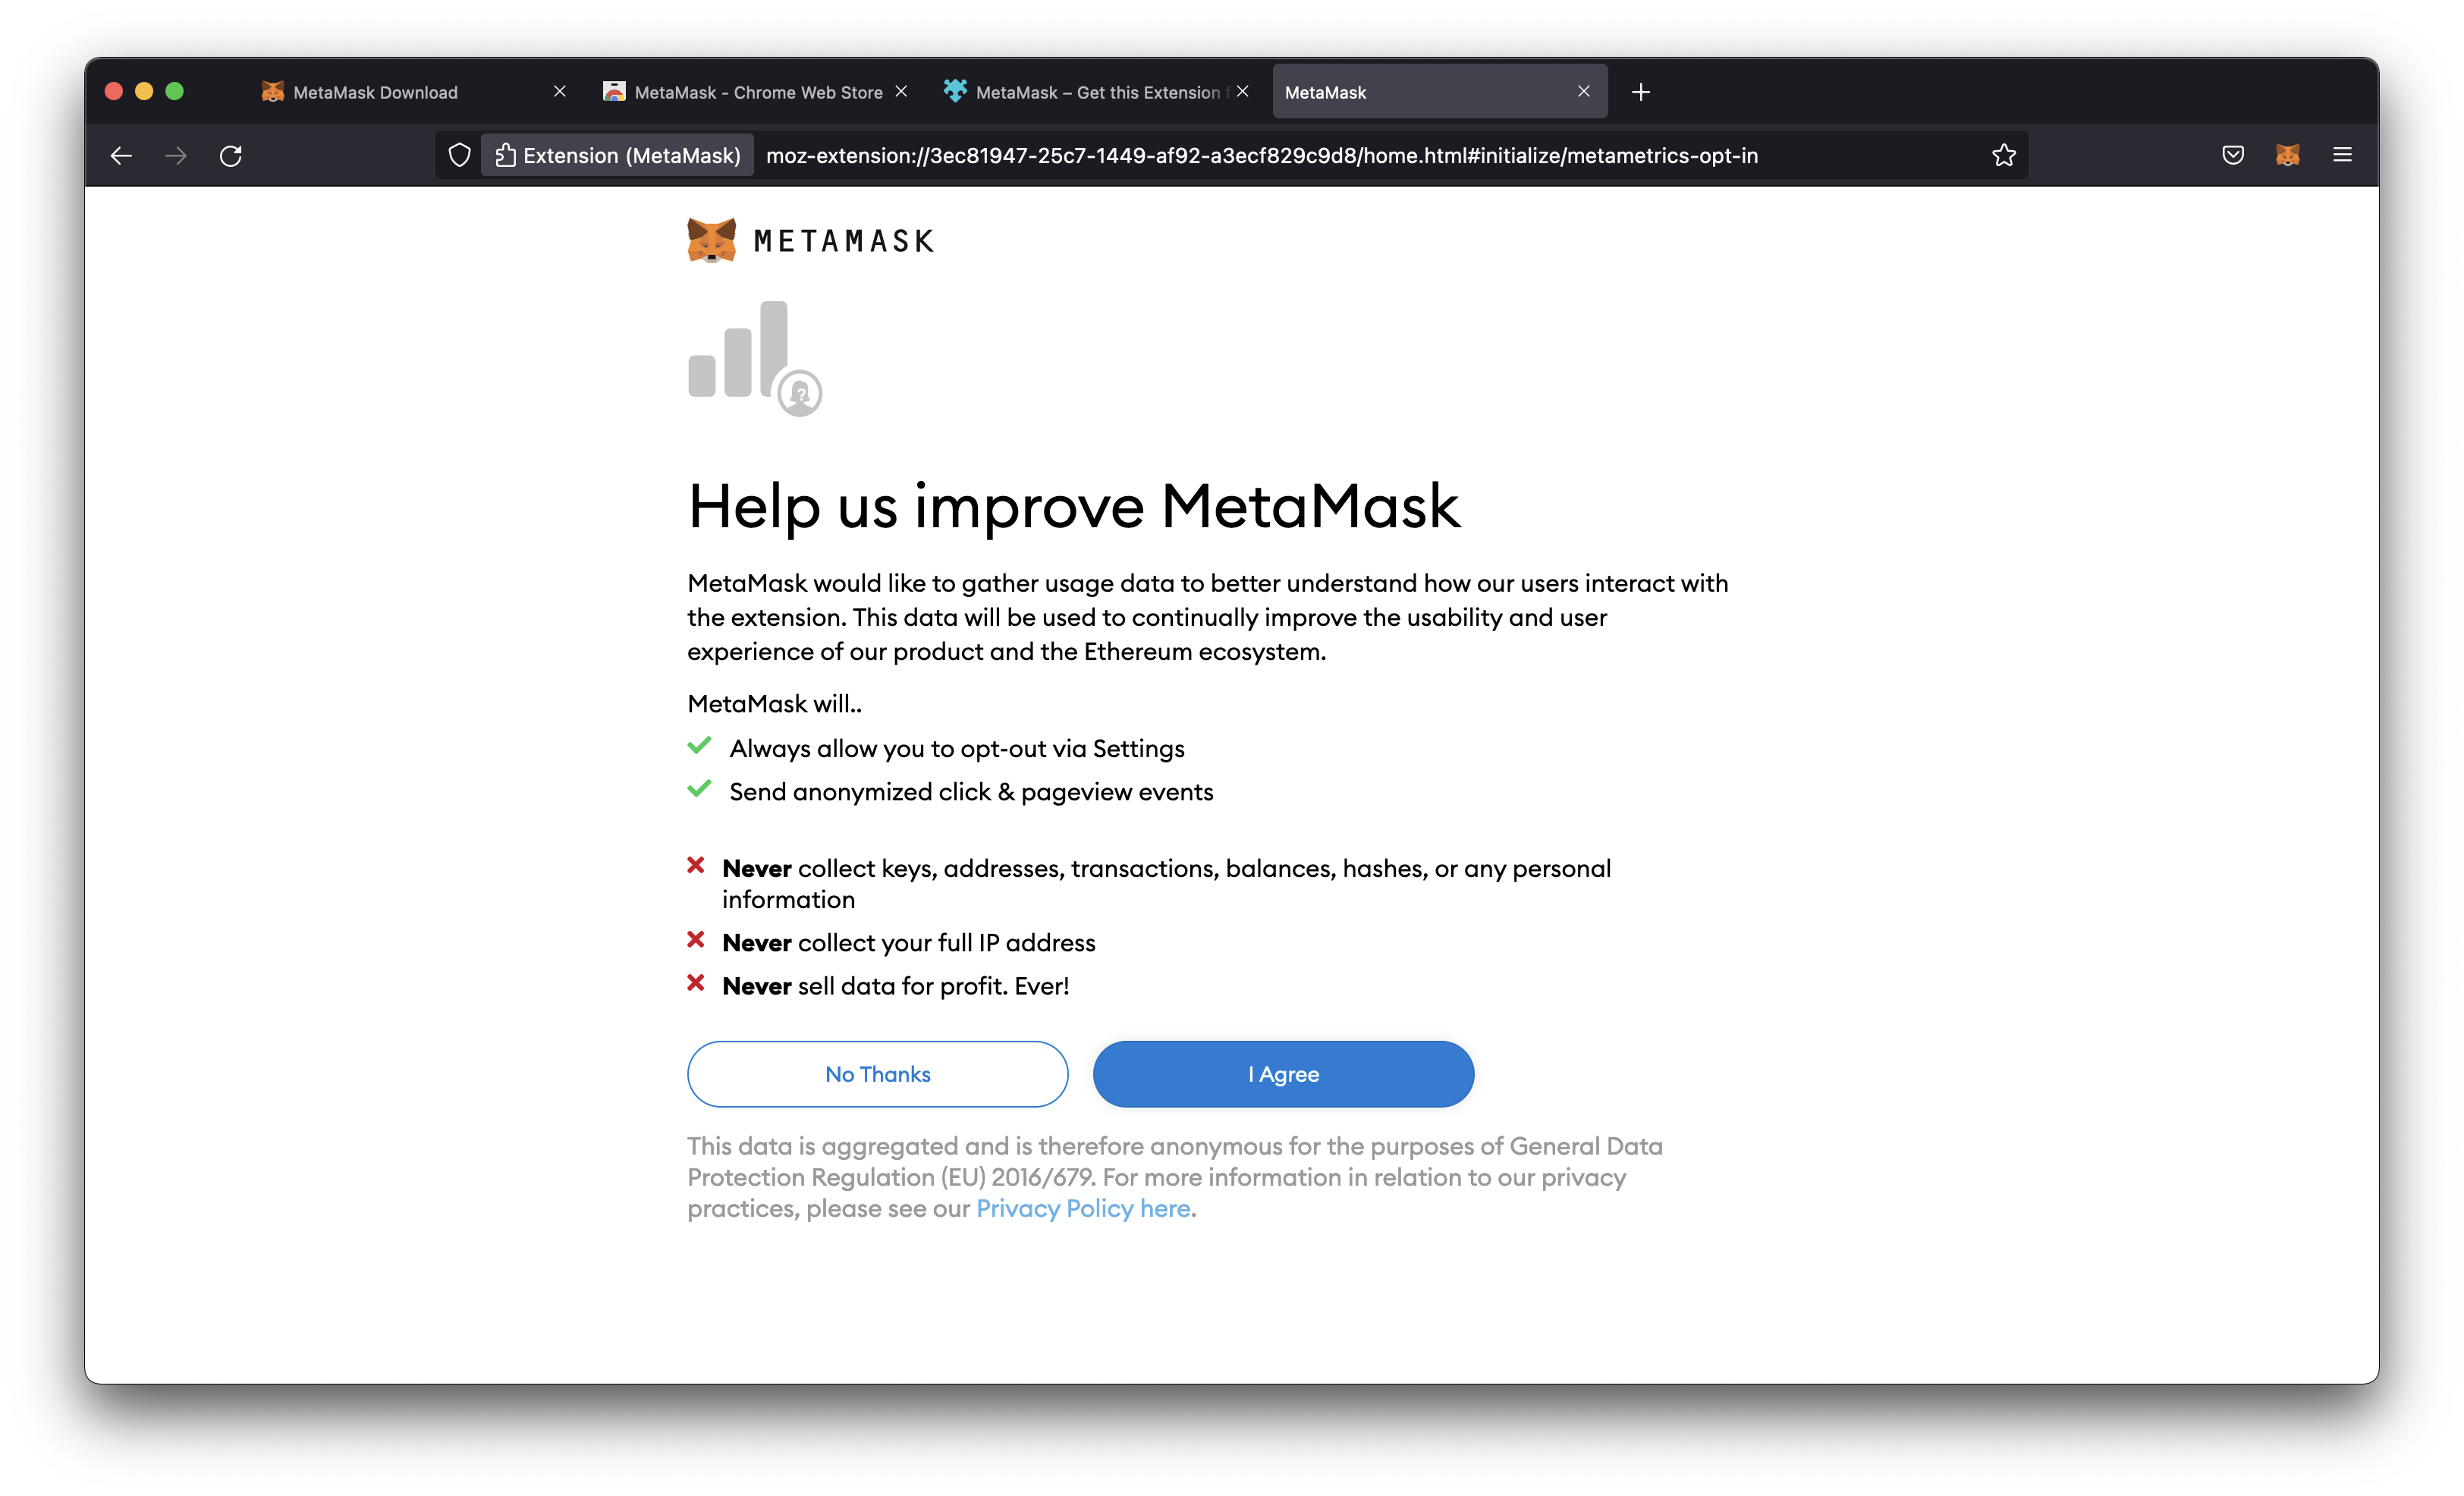 MetaMask Download
MetaMask - Chrome Web Store
MetaMask – Get this Extension f
MetaMask
Extension (MetaMask)
moz-extension://3ec81947-25c7-1449-af92-a3ecf829c9d8/home.html#initialize/metametrics-opt-in
METAMASK
?
Help us improve MetaMask
MetaMask would like to gather usage data to better understand how our users interact with
the extension. This data will be used to continually improve the usability and user
experience of our product and the Ethereum ecosystem.
MetaMask will..
Always allow you to opt-out via Settings
Send anonymized click & pageview events
Never collect keys, addresses, transactions, balances, hashes, or any personal
information
Never collect your full IP address
Never sell data for profit. Ever!
No Thanks
I Agree
This data is aggregated and is therefore anonymous for the purposes of General Data
Protection Regulation (EU) 2016/679. For more information in relation to our privacy
practices, please see our Privacy Policy here.